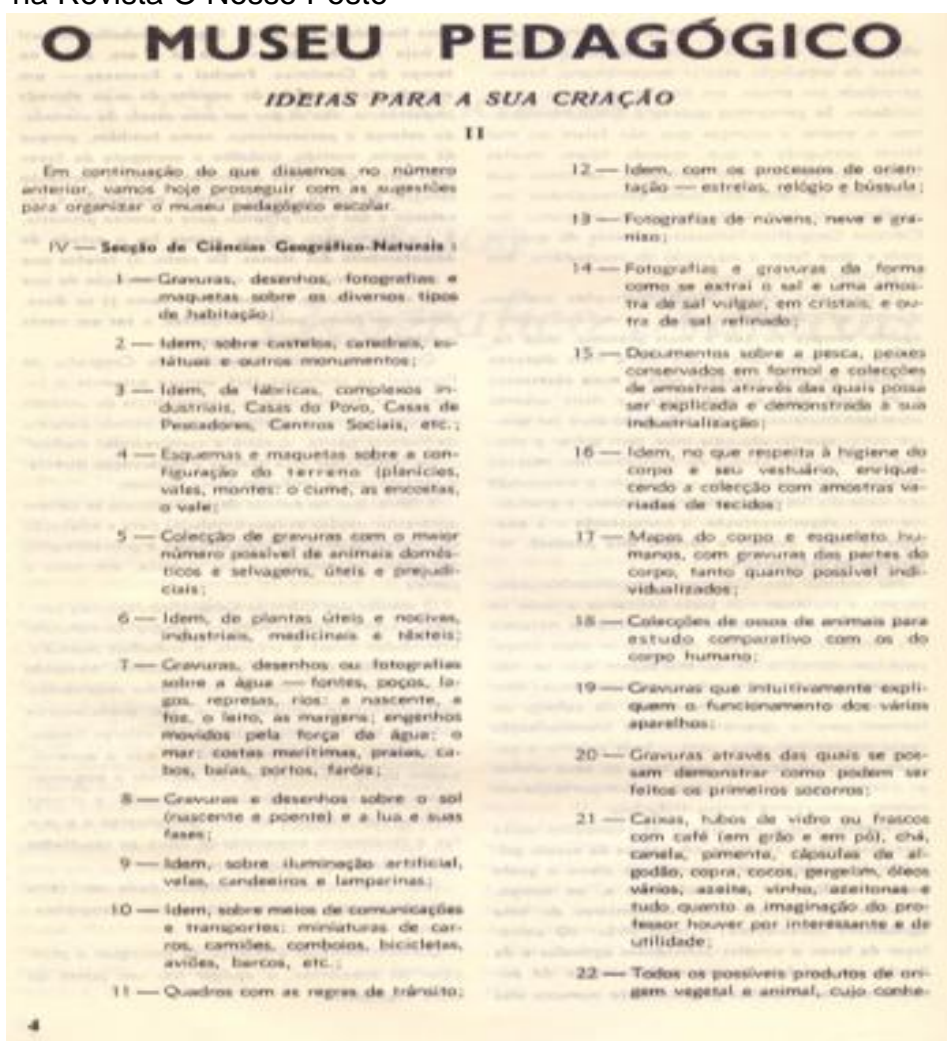 na Revista O Nosso Posto
O MUSEU PEDAGÓGICO
IDEIAS PARA A SUA CRIAÇÃO
II
Em continuação do que dissemos no número
anterior, vamos hoje prosseguir com as sugestões
para organizar o museu pedagógico escolar.
IV — Secção de Ciências Geográfico-Naturais :
1 — Gravuras, desenhos, fotografias e
maquetas sobre os diversos tipos
de habitação;
2 — Idem, sobre castelos, catedrais, es-
tátuas e outros monumentos;
3 — Idem, de fábricas, complexos in-
dustriais, Casas do Povo, Casas de
Pescadores, Centros Sociais, etc.;
4 — Esquemas e maquetas sobre a con-
figuração do terreno (planícies,
vales, montes: o cume, as encostas,
o vale;
5 — Colecção de gravuras com o maior
número possível de animais domés-
ticos e selvagens, úteis e prejudi-
ciais;
6 — Idem, de plantas úteis e nocivas,
industriais, medicinais e têxteis;
7 — Gravuras, desenhos ou fotografias
sobre a água — fontes, poços, la-
gos, represas, rios: a nascente, a
foz, o leito, as margens; engenhos
movidos pela força da água; o
mar: costas marítimas, praias, ca-
bos, baías, portos, faróis;
8 — Gravuras e desenhos sobre o sol
(nascente e poente) e a lua e suas
fases;
9 — Idem, sobre iluminação artificial,
velas, candeeiros e lamparinas;
10 — Idem, sobre meios de comunicações
e transportes: miniaturas de car-
ros, camiões, comboios, bicicletas,
aviões, barcos, etc.;
11 — Quadros com as regras de trânsito;
12 — Idem, com os processos de orien-
tação — estrelas, relógio e bússula;
13 — Fotografias de núvens, neve e gra-
niso;
14 — Fotografias e gravuras da forma
como se extrai o sal e uma amos-
tra de sal vulgar, em cristais, e ou-
tra de sal refinado;
15 — Documentos sobre a pesca, peixes
conservados em formol e colecções
de amostras através das quais possa
ser explicada e demonstrada a sua
industrialização;
16 — Idem, no que respeita à higiene do
corpo e seu vestuário, enrique-
cendo a colecção com amostras va-
riadas de tecidos;
17 — Mapas do corpo e esqueleto hu-
manos, com gravuras das partes do
corpo, tanto quanto possível indi-
vidualizados;
18 — Colecções de ossos de animais para
estudo comparativo com os do
corpo humano;
19 — Gravuras que intuitivamente expli-
quem o funcionamento dos vários
aparelhos;
20 — Gravuras através das quais se pos-
sam demonstrar como podem ser
feitos os primeiros socorros;
21 — Caixas, tubos de vidro ou frascos
com café (em grão e em pó), chá,
canela, pimenta, cápsulas de al-
godão, copra, cocos, gergelim, óleos
vários, azeite, vinho, azeitonas e
tudo quanto a imaginação do pro-
fessor houver por interessante e de
utilidade;
22 — Todos os possíveis produtos de ori-
gem vegetal e animal, cujo conhe-
4